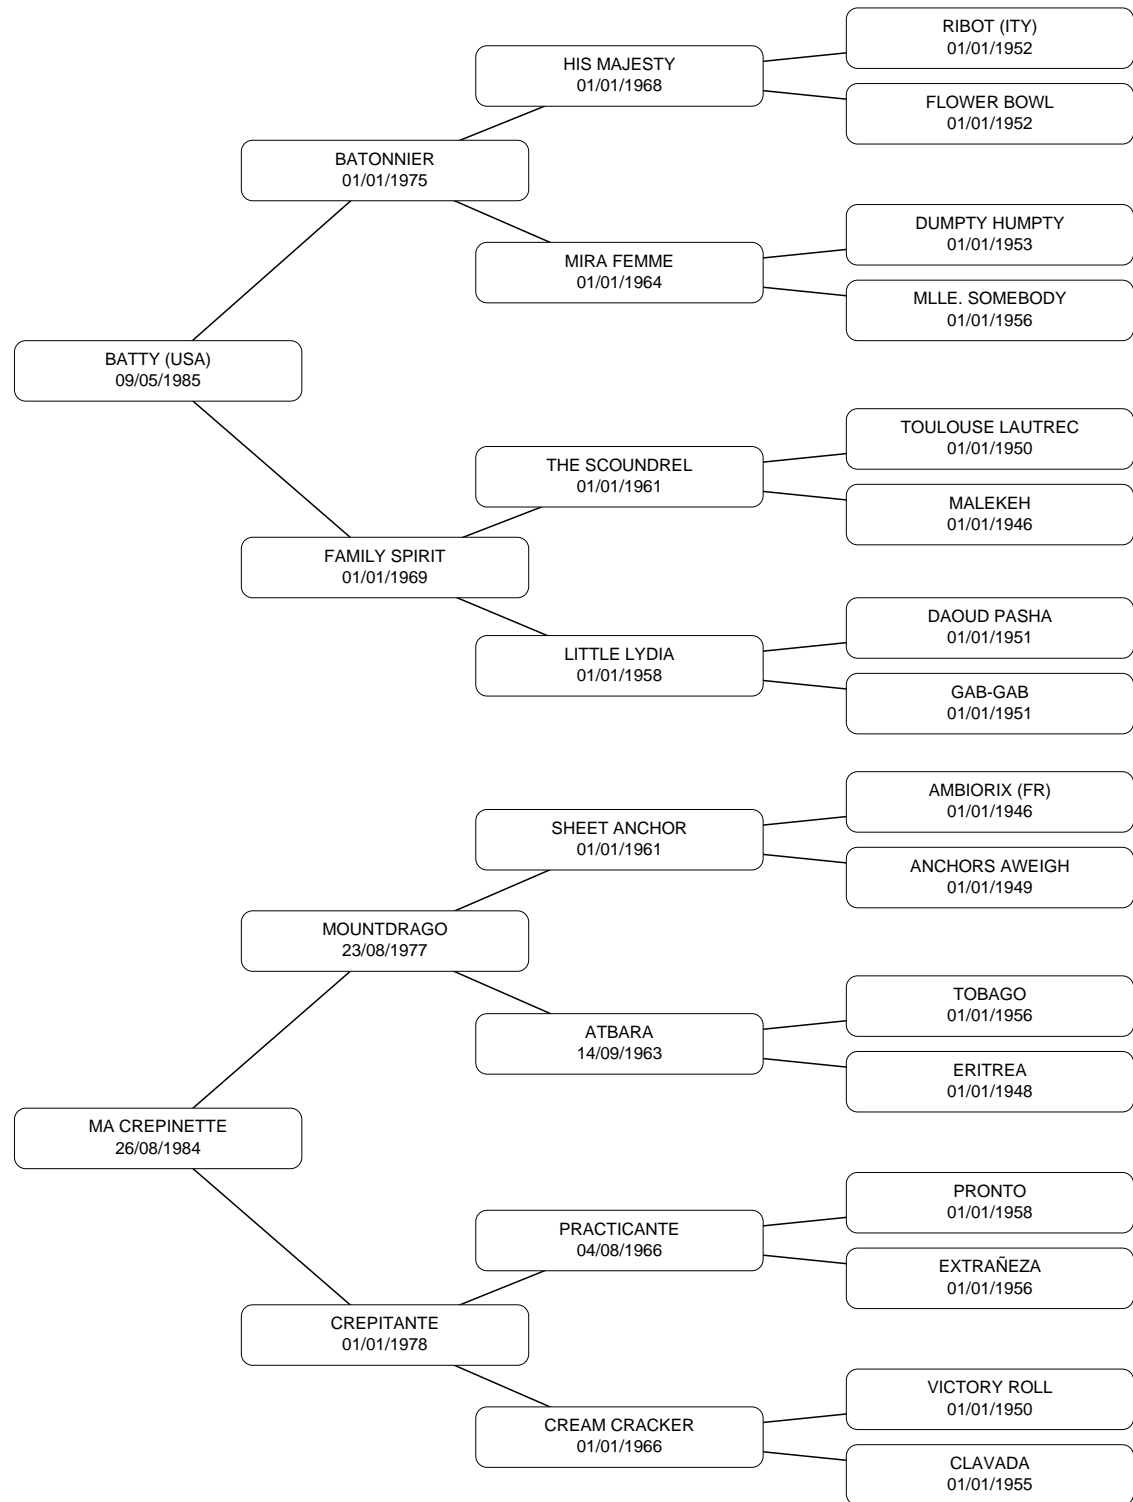 RIBOT (ITY)
01/01/1952
HIS MAJESTY
01/01/1968
FLOWER BOWL
01/01/1952
BATONNIER
01/01/1975
DUMPTY HUMPTY
01/01/1953
MIRA FEMME
01/01/1964
MLLE. SOMEBODY
01/01/1956
BATTY (USA)
09/05/1985
TOULOUSE LAUTREC
01/01/1950
THE SCOUNDREL
01/01/1961
MALEKEH
01/01/1946
FAMILY SPIRIT
01/01/1969
DAOUD PASHA
01/01/1951
LITTLE LYDIA
01/01/1958
GAB-GAB
01/01/1951
AMBIORIX (FR)
01/01/1946
SHEET ANCHOR
01/01/1961
ANCHORS AWEIGH
01/01/1949
MOUNTDRAGO
23/08/1977
TOBAGO
01/01/1956
ATBARA
14/09/1963
ERITREA
01/01/1948
MA CREPINETTE
26/08/1984
PRONTO
01/01/1958
PRACTICANTE
04/08/1966
EXTRAÑEZA
01/01/1956
CREPITANTE
01/01/1978
VICTORY ROLL
01/01/1950
CREAM CRACKER
01/01/1966
CLAVADA
01/01/1955